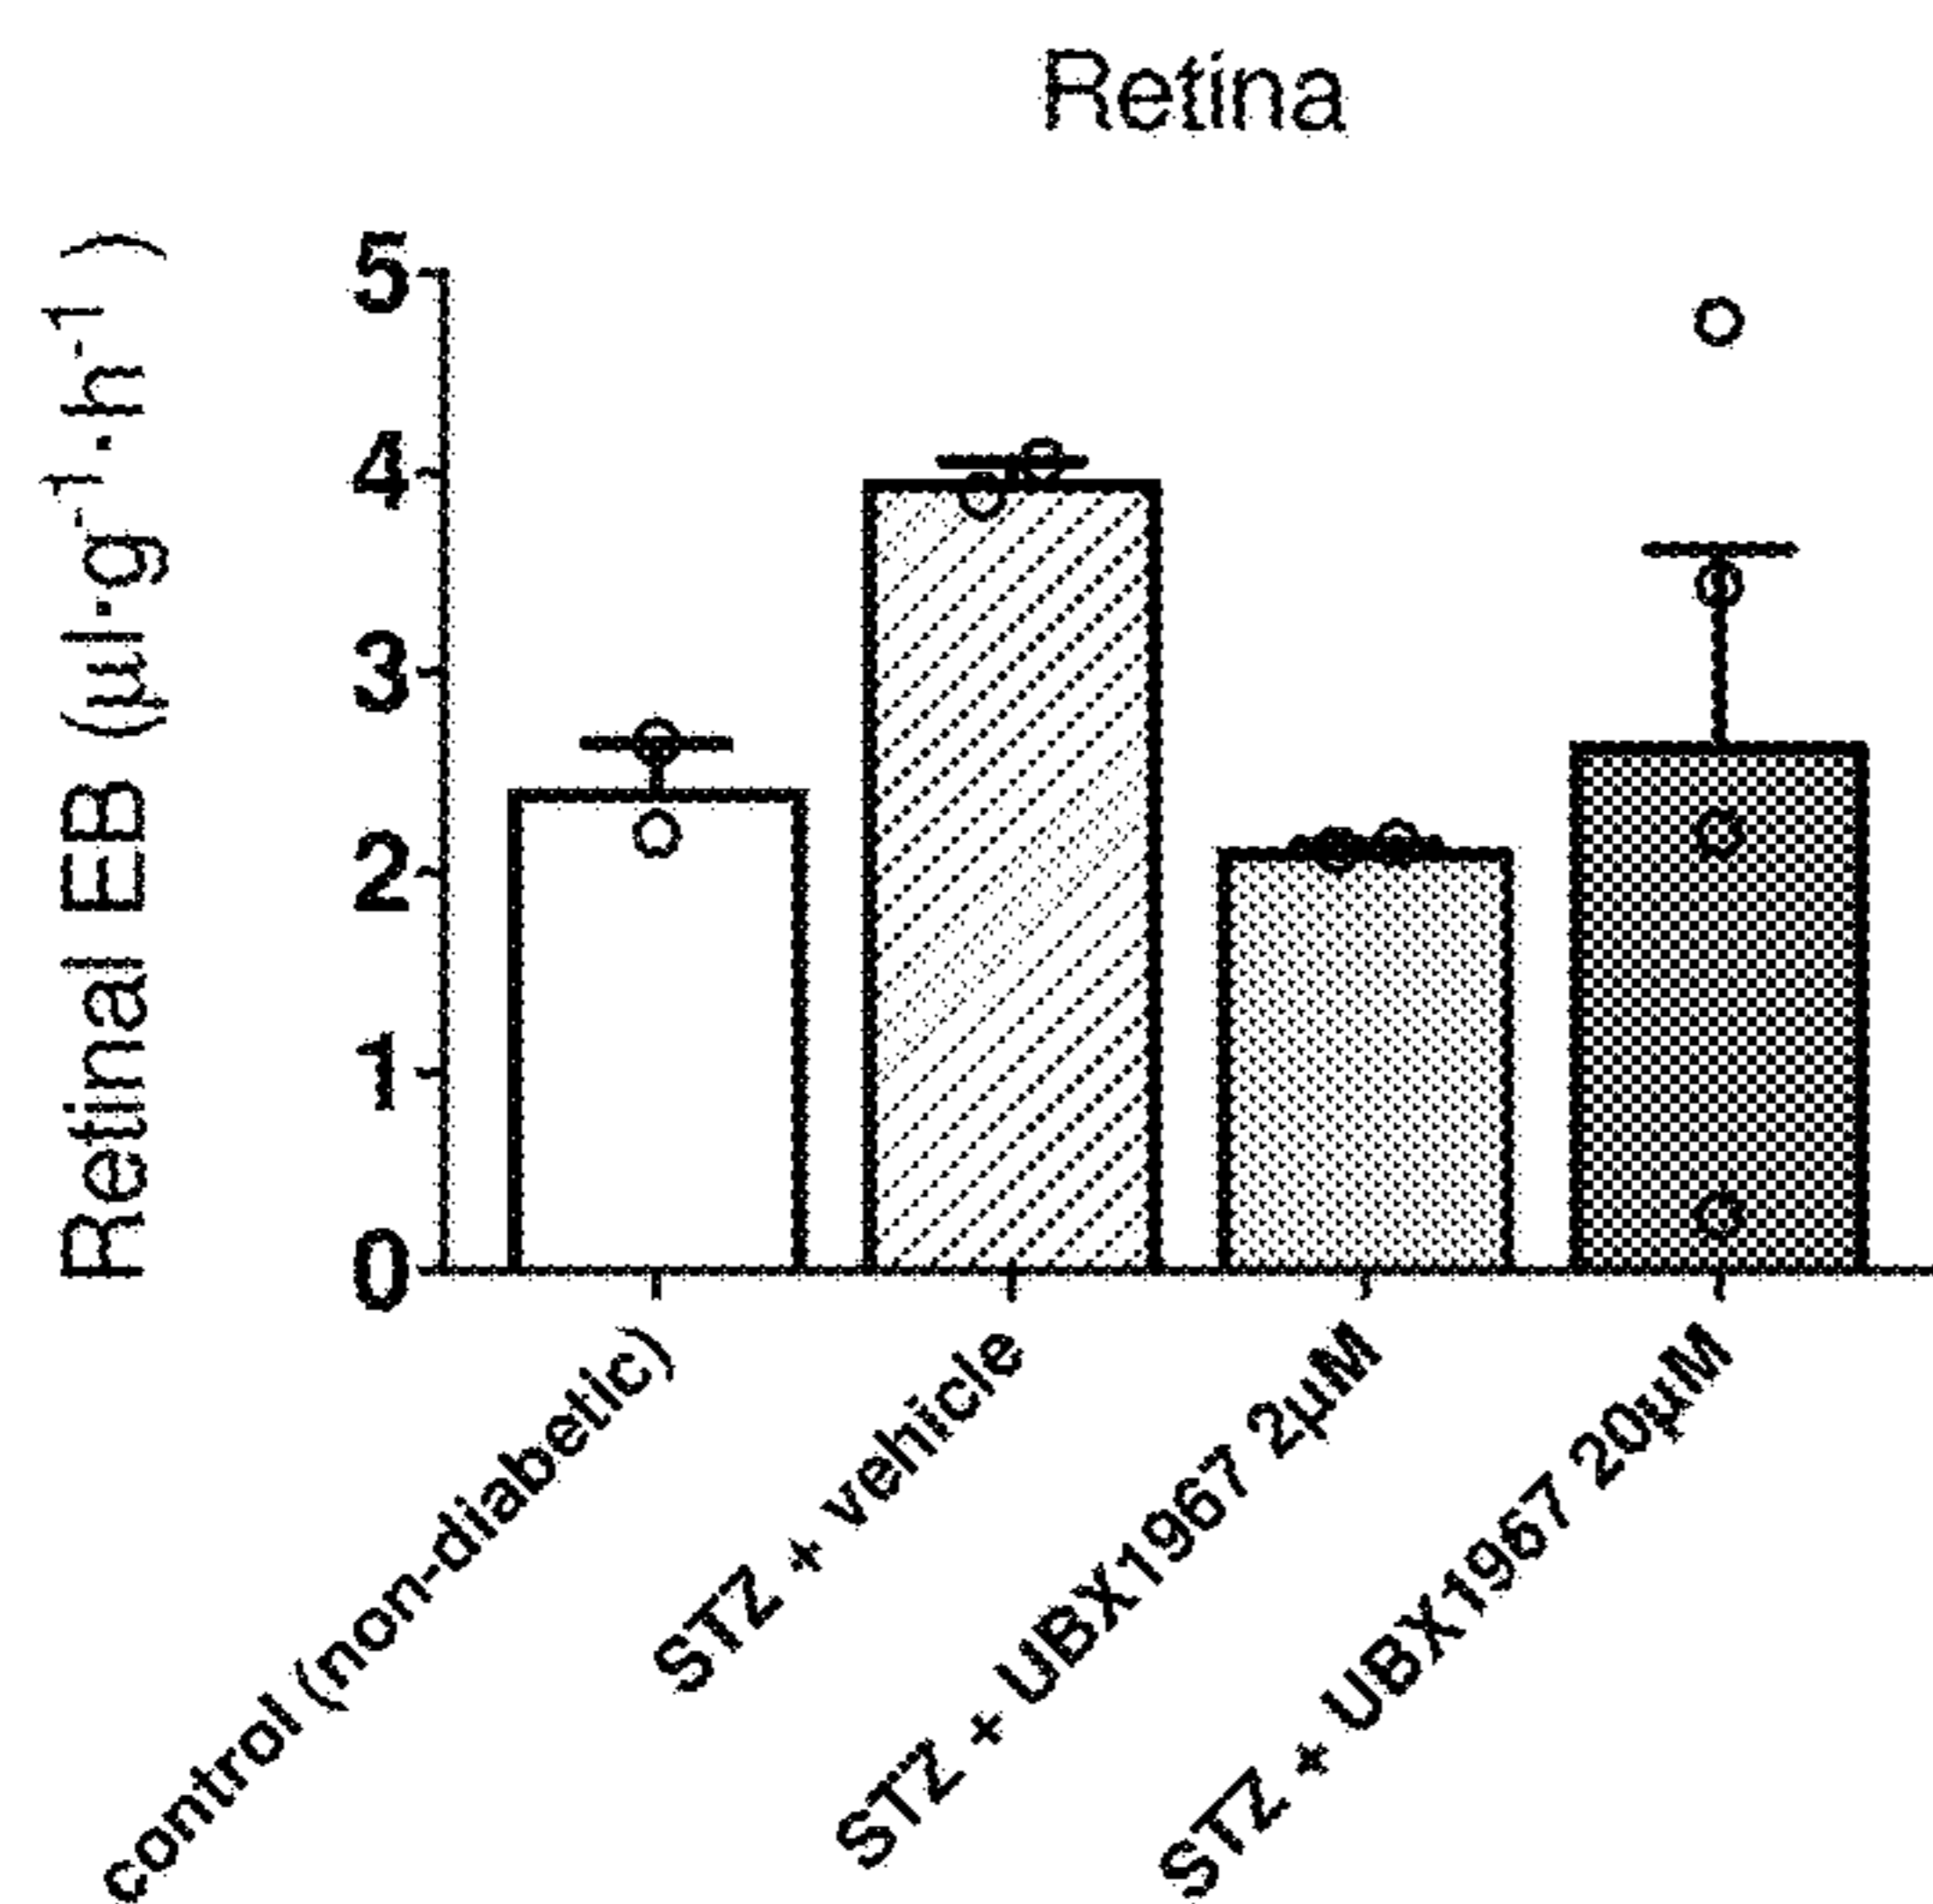 Retina
Retinal EB (µl·g-1·h-1 )
5
4
3
2
1
0
control (non-diabetic)
STZ + vehicle
STZ + UBX1967 2µM
STZ + UBX1967 20µM